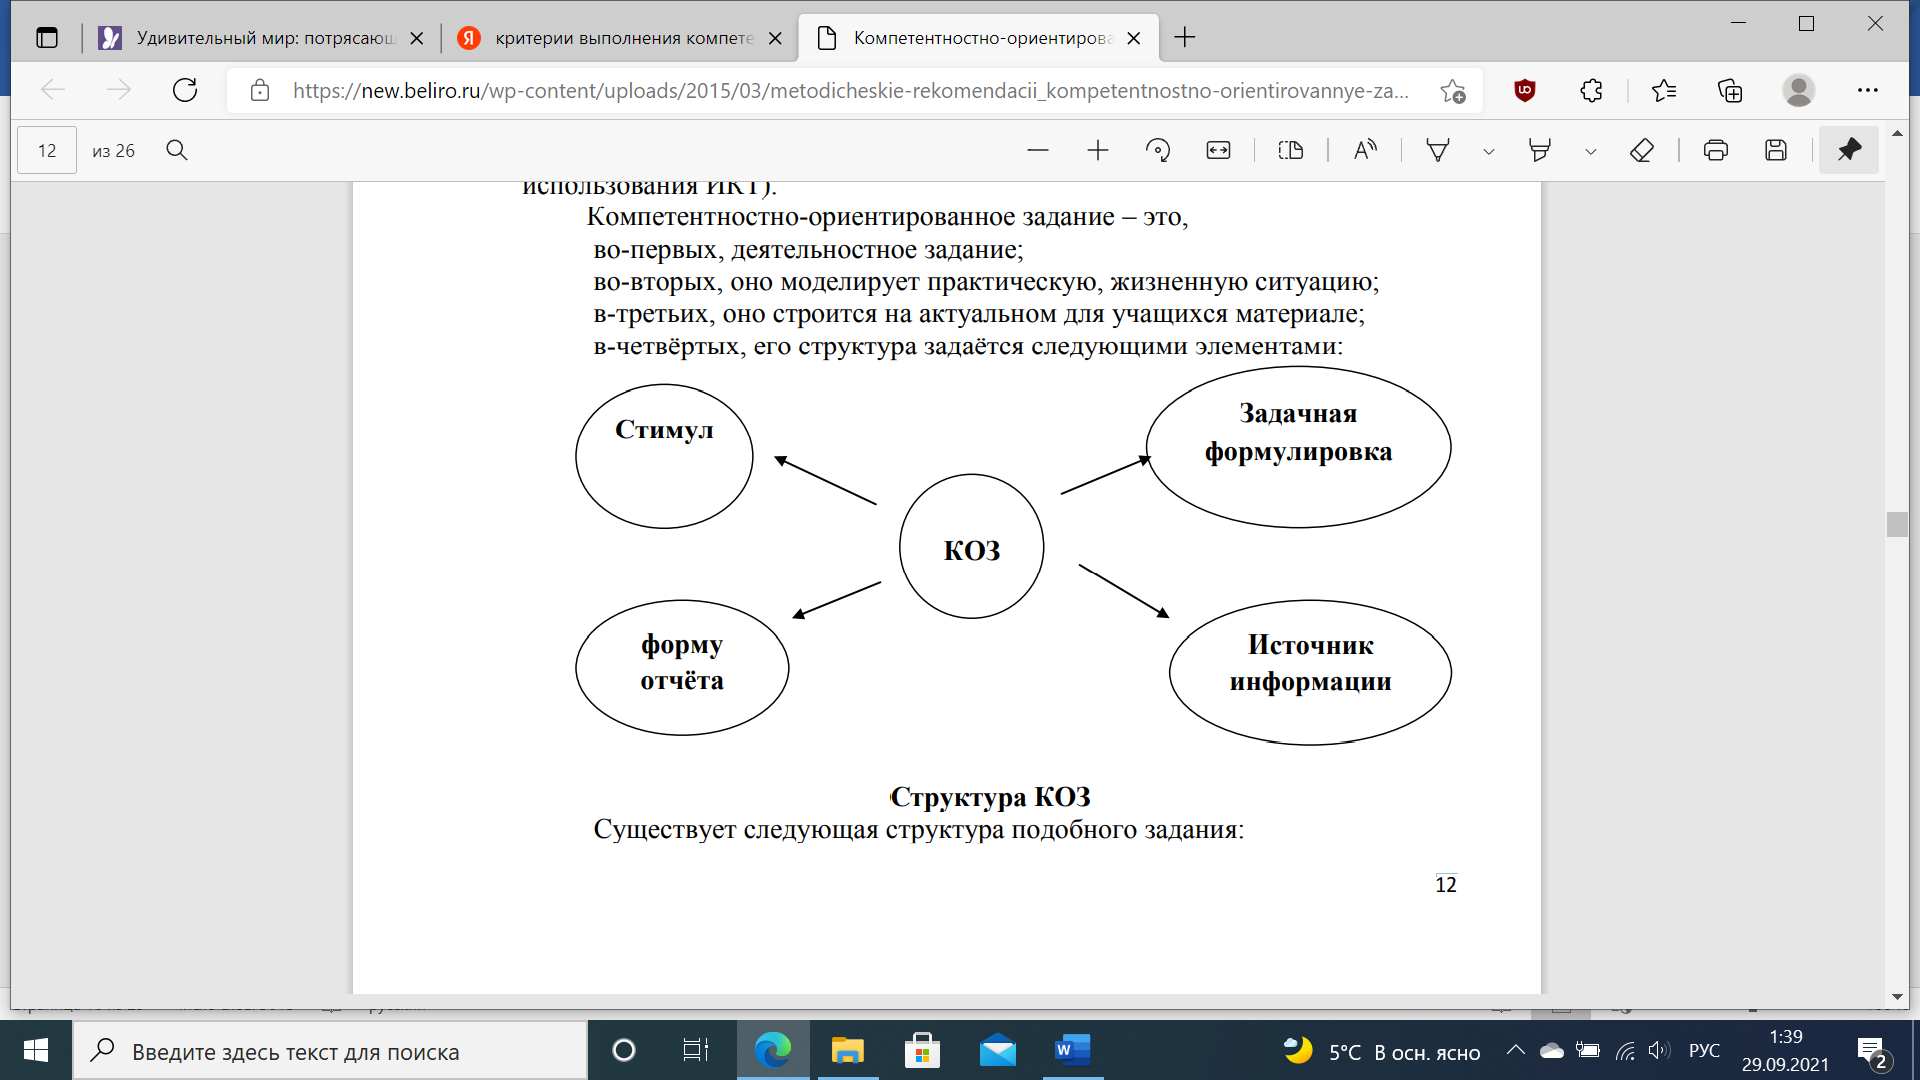 Удивительный мир: потрясающ
критерии выполнения компете
Компетентностно-ориентирова
https://new.beliro.ru/wp-content/uploads/2015/03/metodicheskie-rekomendacii_kompetentnostno-orientirovannye-za...
12 из 26
использования ИКТ).
Компетентностно-ориентированное задание – это,
во-первых, деятельностное задание;
во-вторых, оно моделирует практическую, жизненную ситуацию;
в-третьих, оно строится на актуальном для учащихся материале;
в-четвёртых, его структура задаётся следующими элементами:
Стимул
Задачная
формулировка
КОЗ
форму
отчёта
Источник
информации
Структура КОЗ
Существует следующая структура подобного задания:
12
Введите здесь текст для поиска
5°C В осн. ясно
РУС
1:39
29.09.2021
2